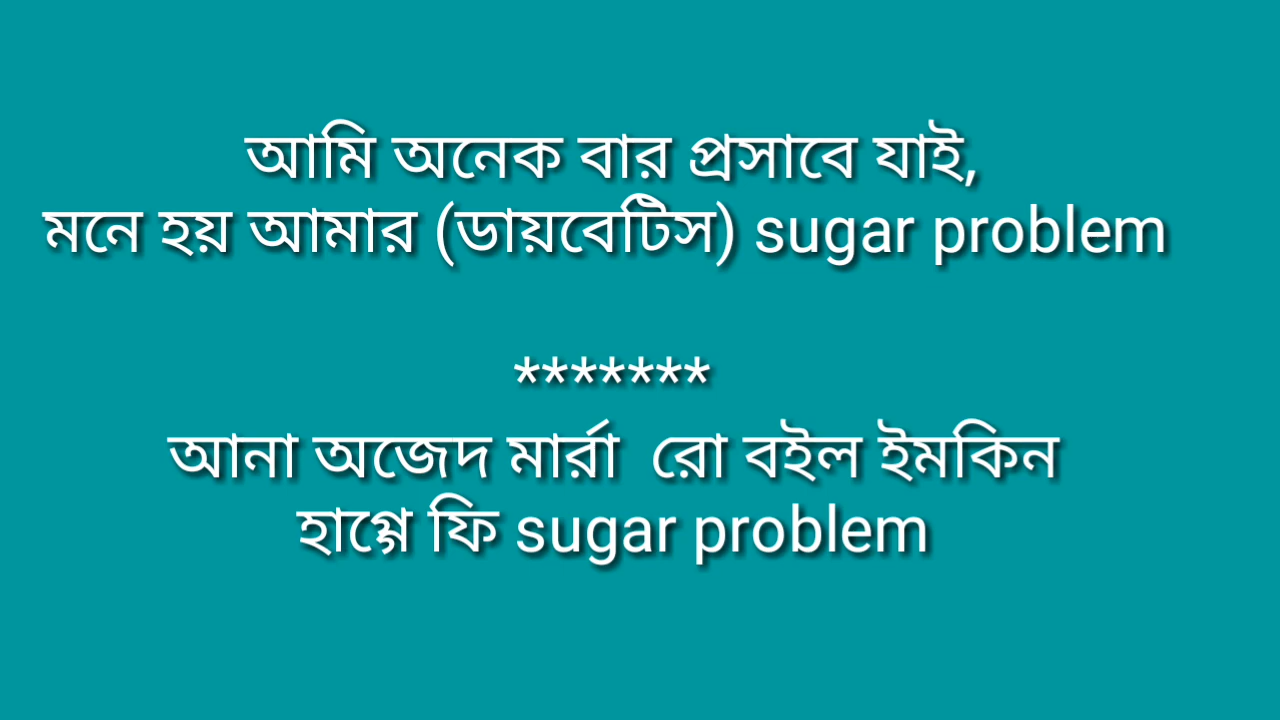 আমি অনেক বার প্রসাবে যাই,
মনে হয় আমার (ডায়বেটিস) sugar problem
*******
আনা অজেদ মার্রা রো বইল ইমকিন
হাগ্গে ফি sugar problem